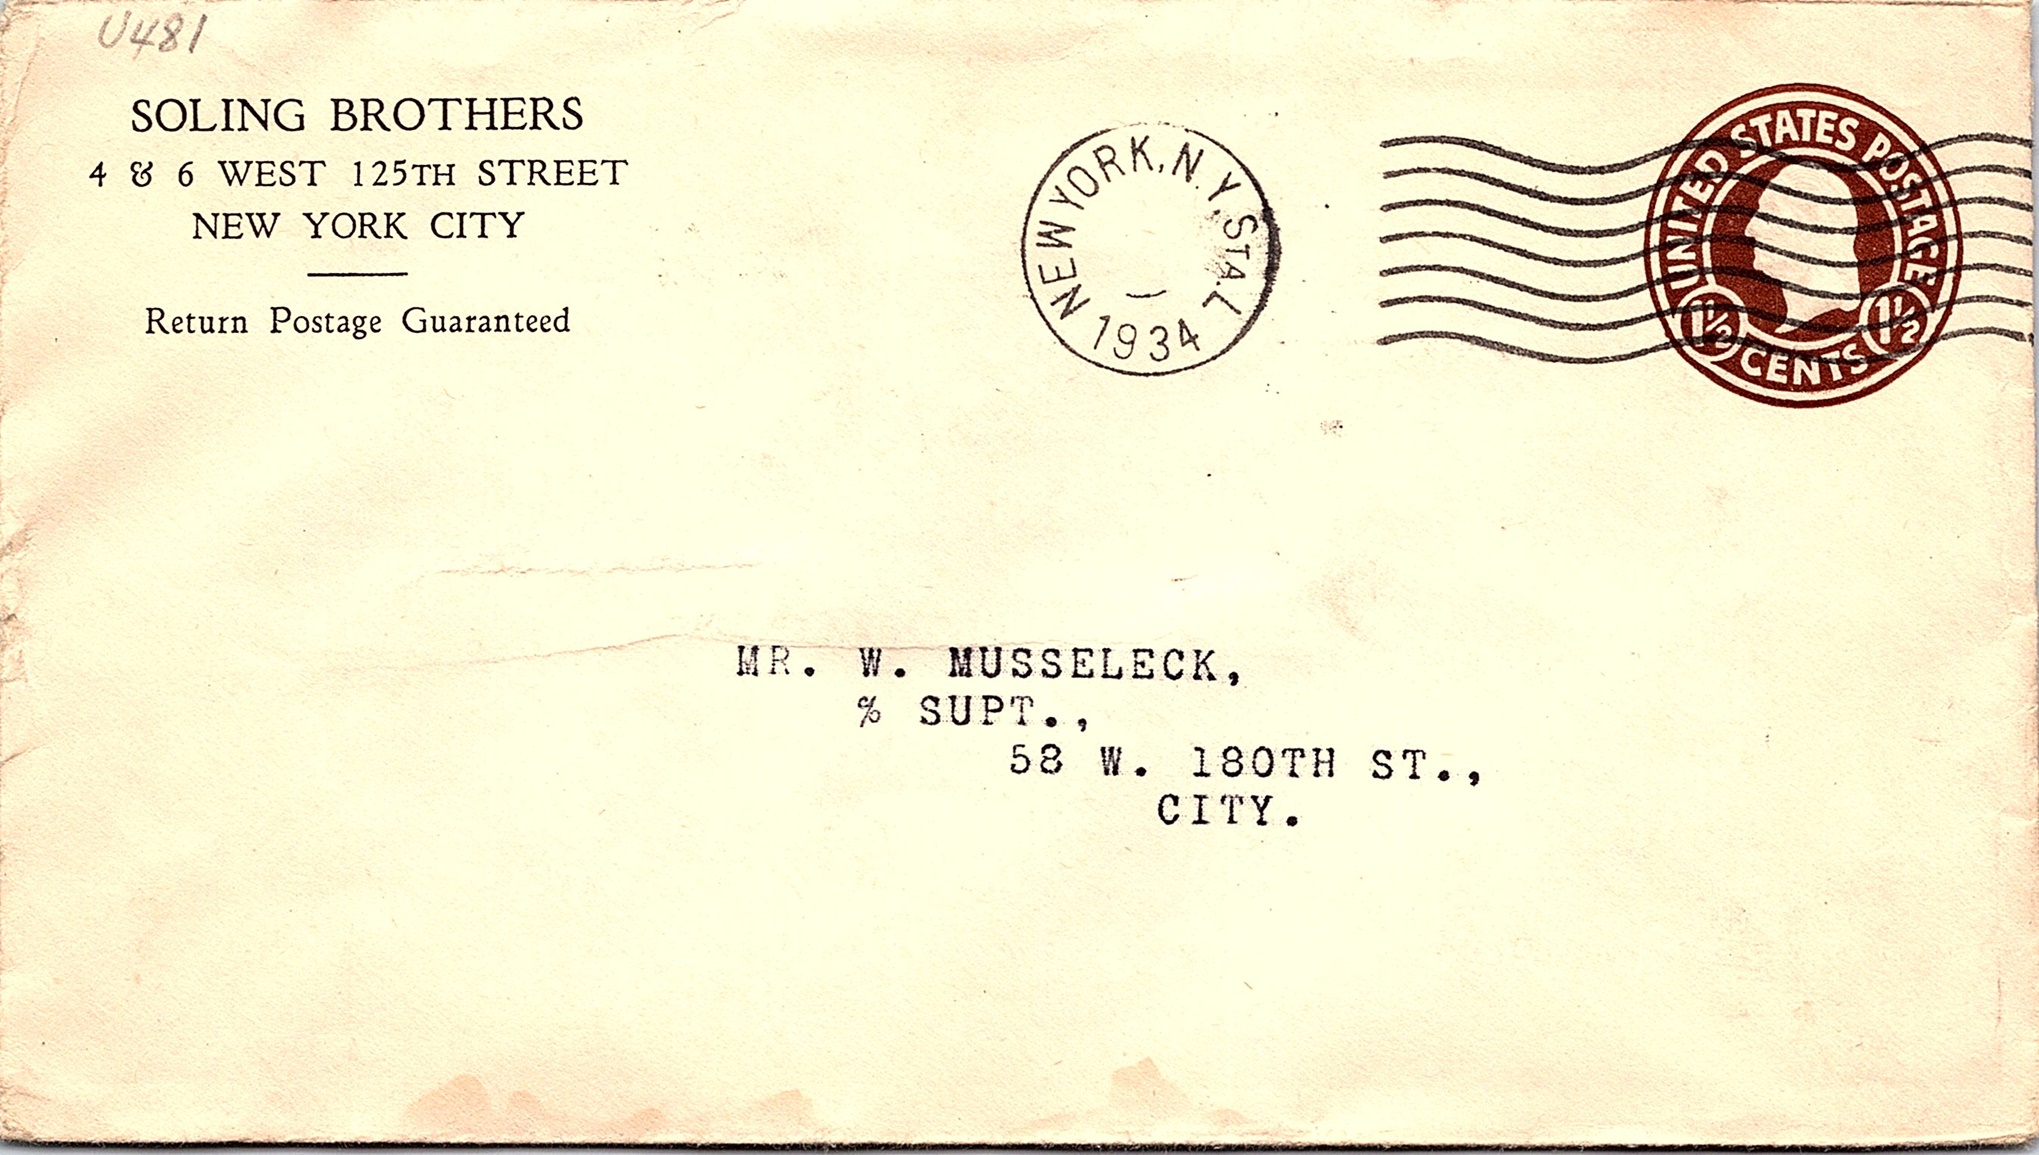 U481
SOLING BROTHERS
4 & 6 WEST 125TH STREET
NEW YORK CITY
Return Postage Guaranteed
NEW YORK, N.Y. STA. L
1934
UNITED STATES POSTAGE
1½ CENTS 1½
MR. W. MUSSELECK,
% SUPT.,
58 W. 180TH ST.,
CITY.